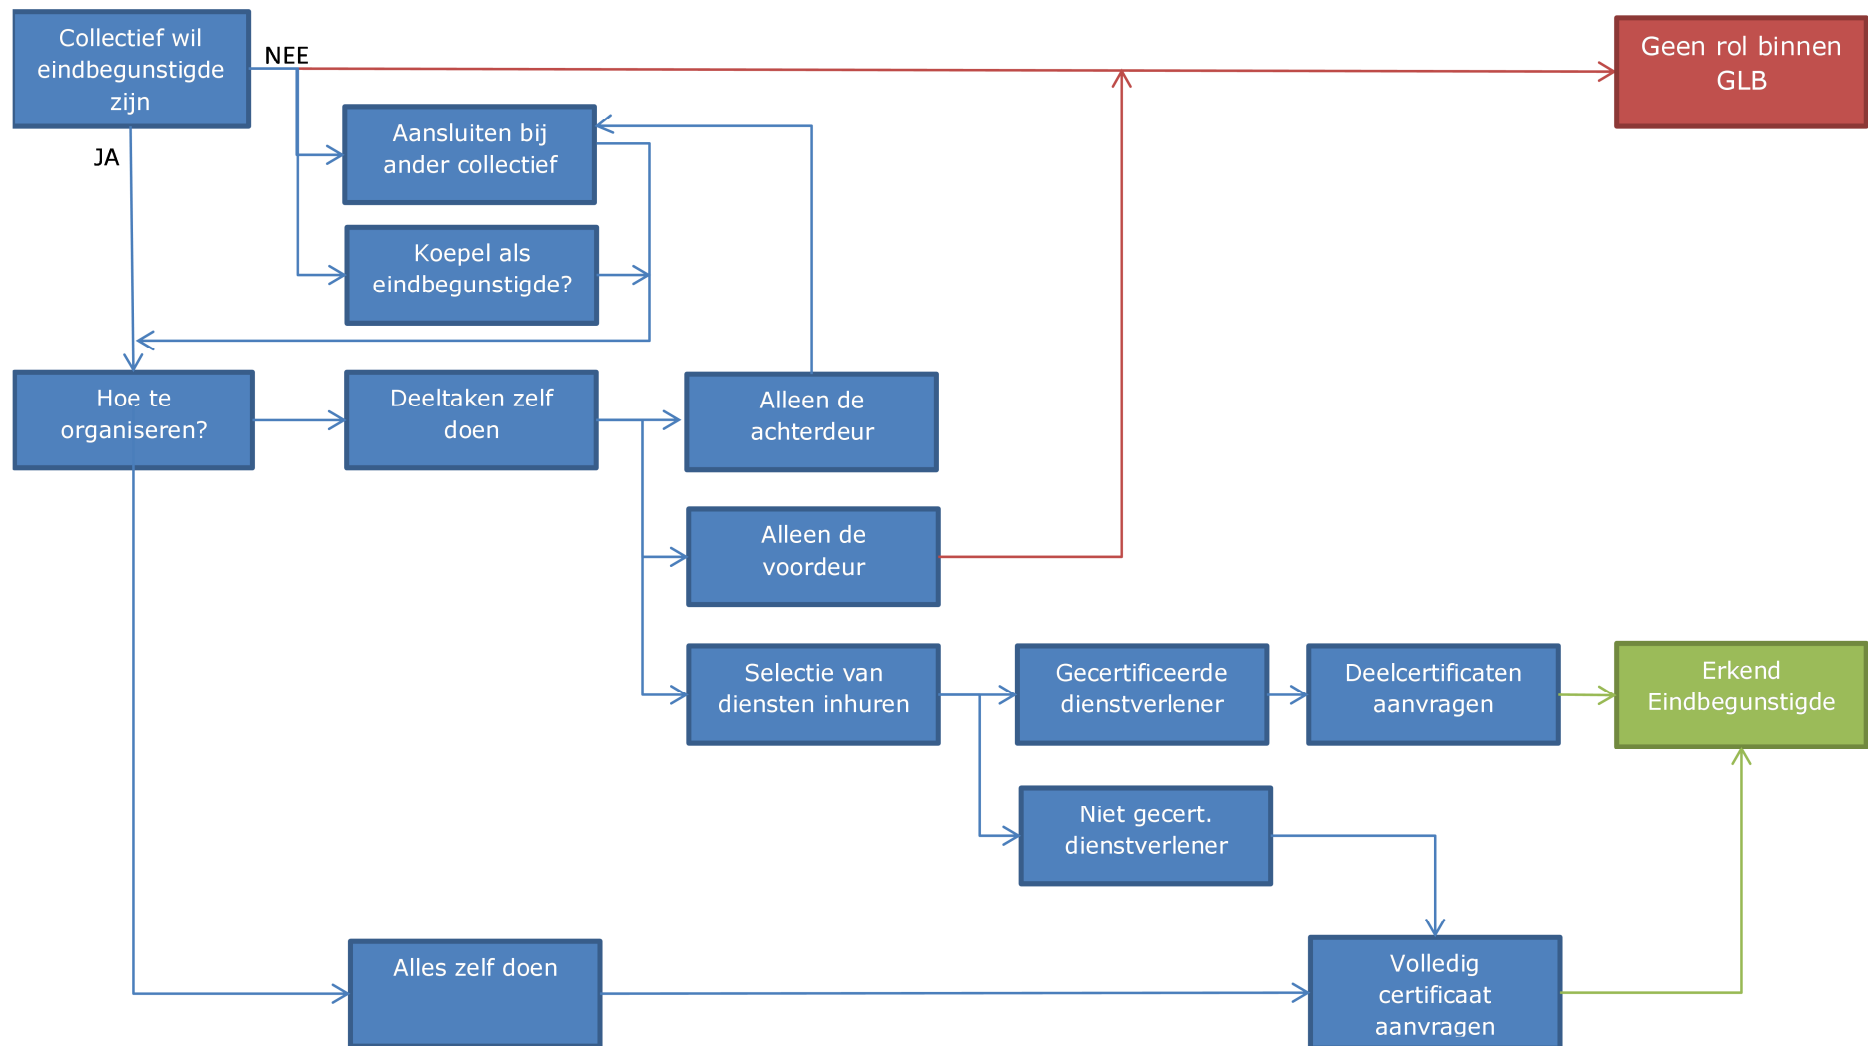 Collectief wil
eindbegunstigde
zijn
NEE
Geen rol binnen
GLB
JA
Aansluiten bij
ander collectief
Koepel als
eindbegunstigde?
Hoe te
organiseren?
Deeltaken zelf
doen
Alleen de
achterdeur
Alleen de
voordeur
Selectie van
diensten inhuren
Gecertificeerde
dienstverlener
Deelcertificaten
aanvragen
Erkend
Eindbegunstigde
Niet gecert.
dienstverlener
Alles zelf doen
Volledig
certificaat
aanvragen